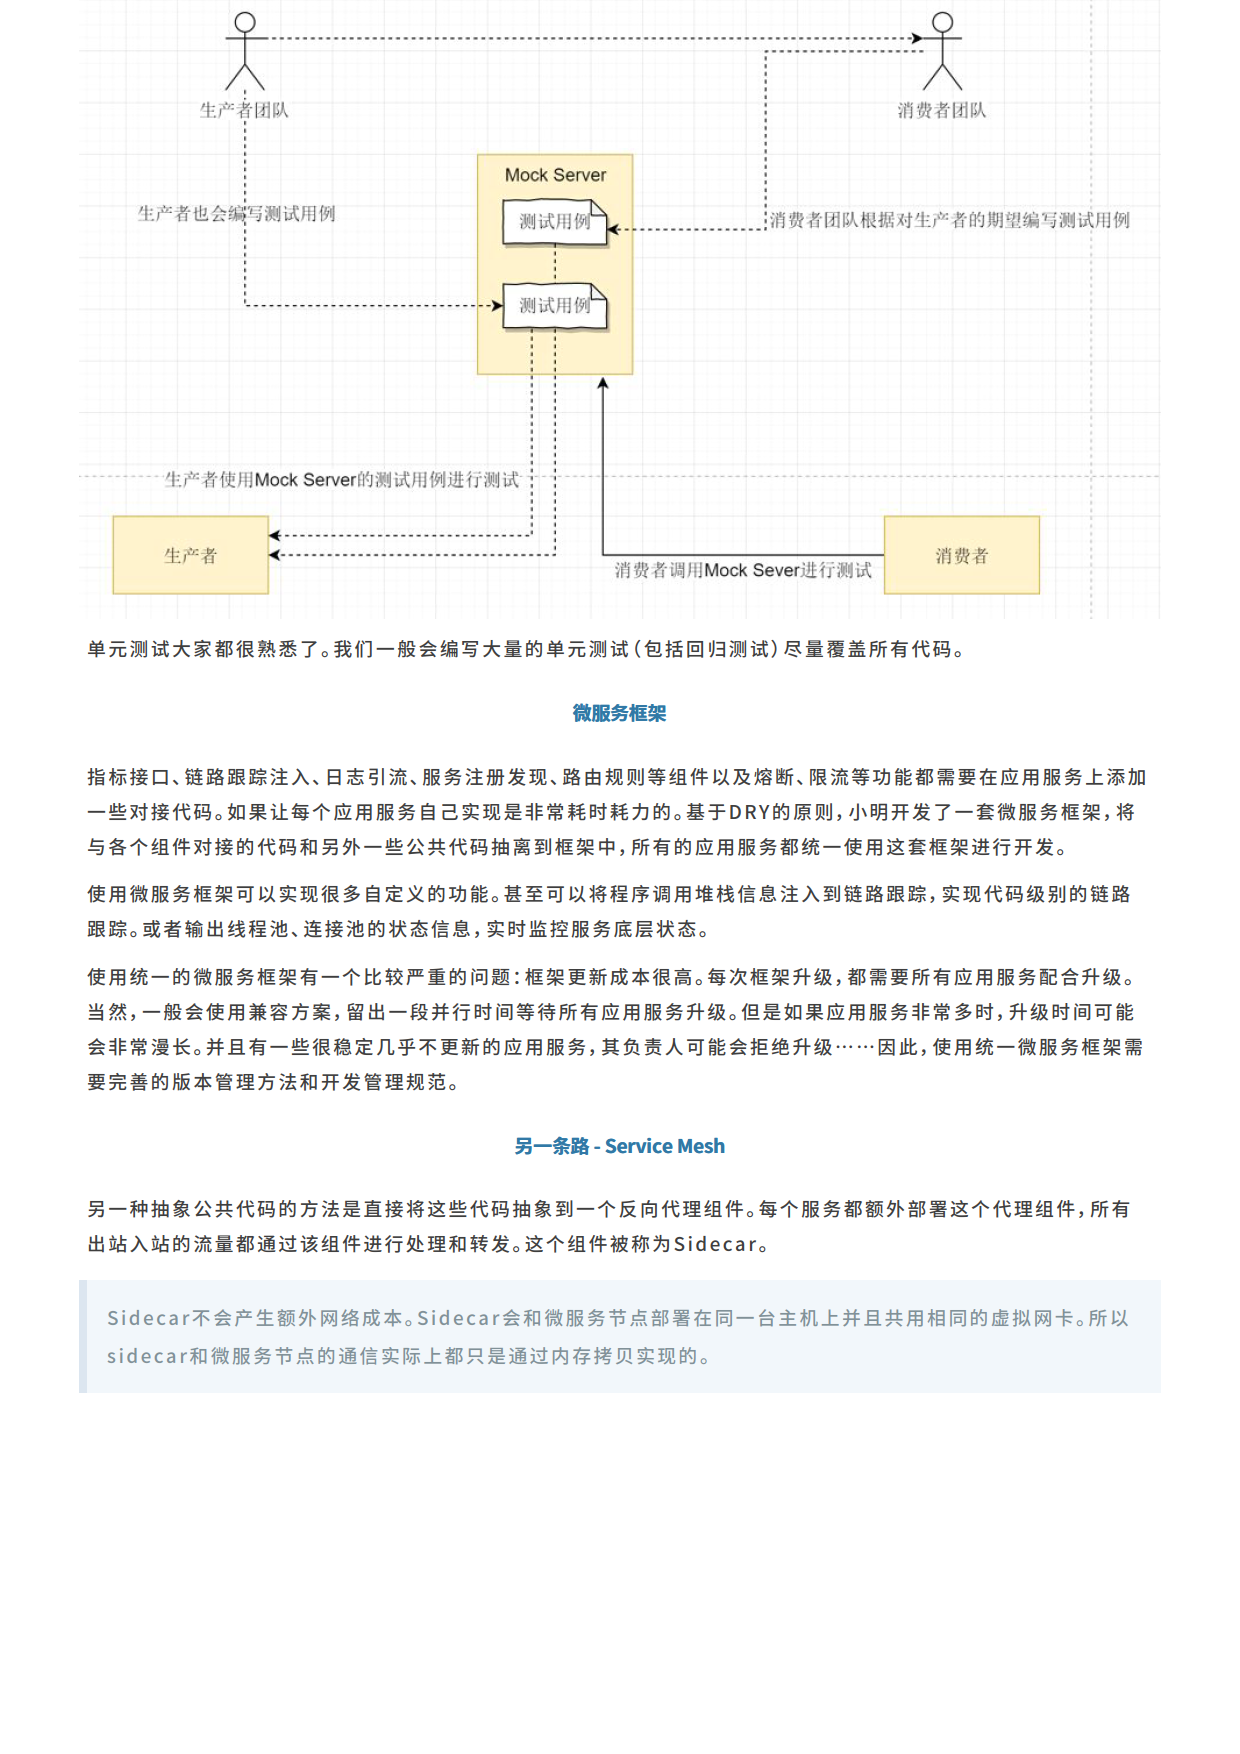 生产者团队
消费者团队
Mock Server
测试用例
生产者也会编写测试用例
消费者团队根据对生产者的期望编写测试用例
测试用例
生产者使用Mock Server的测试用例进行测试
生产者
消费者
消费者调用Mock Sever进行测试
单元测试大家都很熟悉了。我们一般会编写大量的单元测试（包括回归测试）尽量覆盖所有代码。
微服务框架
指标接口、链路跟踪注入、日志引流、服务注册发现、路由规则等组件以及熔断、限流等功能都需要在应用服务上添加
一些对接代码。如果让每个应用服务自己实现是非常耗时耗力的。基于DRY的原则，小明开发了一套微服务框架，将
与各个组件对接的代码和另外一些公共代码抽离到框架中，所有的应用服务都统一使用这套框架进行开发。
使用微服务框架可以实现很多自定义的功能。甚至可以将程序调用堆栈信息注入到链路跟踪，实现代码级别的链路
跟踪。或者输出线程池、连接池的状态信息，实时监控服务底层状态。
使用统一的微服务框架有一个比较严重的问题：框架更新成本很高。每次框架升级，都需要所有应用服务配合升级。
当然，一般会使用兼容方案，留出一段并行时间等待所有应用服务升级。但是如果应用服务非常多时，升级时间可能
会非常漫长。并且有一些很稳定几乎不更新的应用服务，其负责人可能会拒绝升级……因此，使用统一微服务框架需
要完善的版本管理方法和开发管理规范。
另一条路 - Service Mesh
另一种抽象公共代码的方法是直接将这些代码抽象到一个反向代理组件。每个服务都额外部署这个代理组件，所有
出站入站的流量都通过该组件进行处理和转发。这个组件被称为Sidecar。
Sidecar不会产生额外网络成本。Sidecar会和微服务节点部署在同一台主机上并且共用相同的虚拟网卡。所以
sidecar和微服务节点的通信实际上都只是通过内存拷贝实现的。